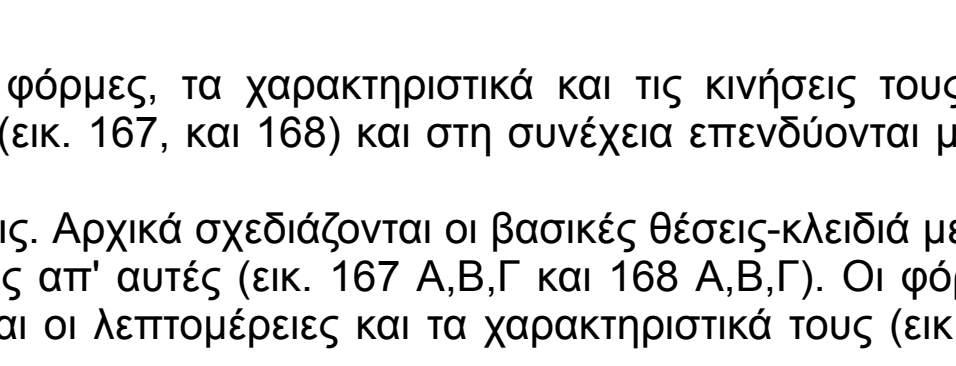 φόρμες, τα χαρακτηριστικά και τις κινήσεις τους
(εικ. 167, και 168) και στη συνέχεια επενδύονται μ
ις. Αρχικά σχεδιάζονται οι βασικές θέσεις-κλειδιά με
ς απ' αυτές (εικ. 167 Α,Β,Γ και 168 Α,Β,Γ). Οι φόρ
αι οι λεπτομέρειες και τα χαρακτηριστικά τους (εικ.